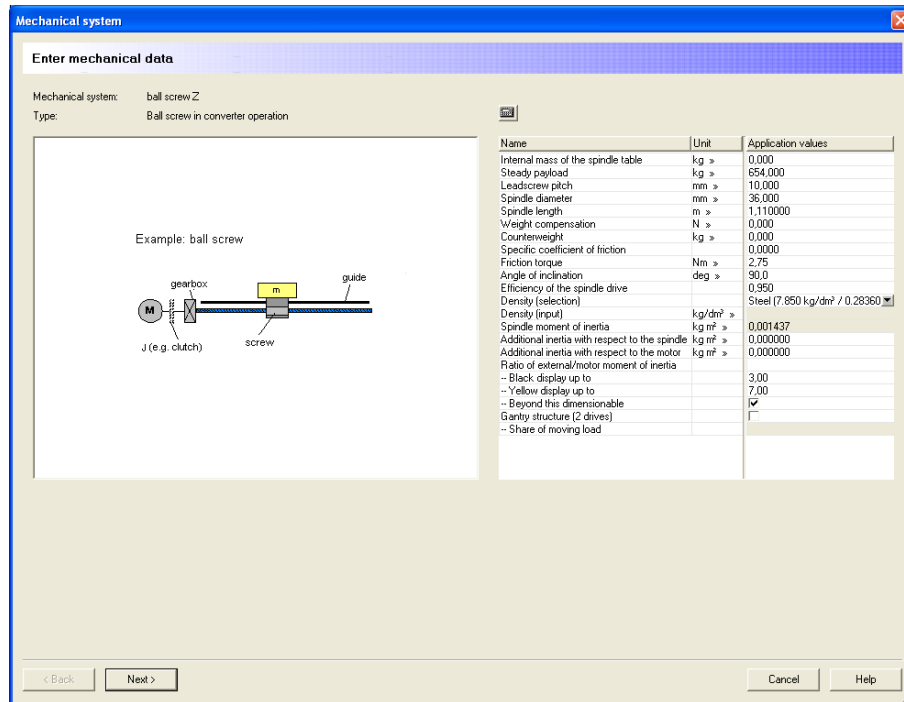 Mechanical system
Enter mechanical data
Mechanical system: ball screw Z
Type: Ball screw in converter operation
Name Unit Application values
Internal mass of the spindle table kg » 0,000
Steady payload kg » 654,000
Leadscrew pitch mm » 10,000
Spindle diameter mm » 36,000
Spindle length m » 1,110000
Weight compensation N » 0,000
Counterweight kg » 0,000
Specific coefficient of friction 0,0000
Friction torque Nm » 2,75
Angle of inclination deg » 90,0
Efficiency of the spindle drive 0,950
Density (selection) Steel (7.850 kg/dm³ / 0.28360
Density (input) kg/dm³ »
Spindle moment of inertia kg m² » 0,001437
Additional inertia with respect to the spindle kg m² » 0,000000
Additional inertia with respect to the motor kg m² » 0,000000
Ratio of external/motor moment of inertia
-- Black display up to 3,00
-- Yellow display up to 7,00
-- Beyond this dimensionable
Gantry structure (2 drives)
-- Share of moving load
Example: ball screw
gearbox
m
guide
M
J (e.g. clutch)
screw
< Back
Next >
Cancel
Help